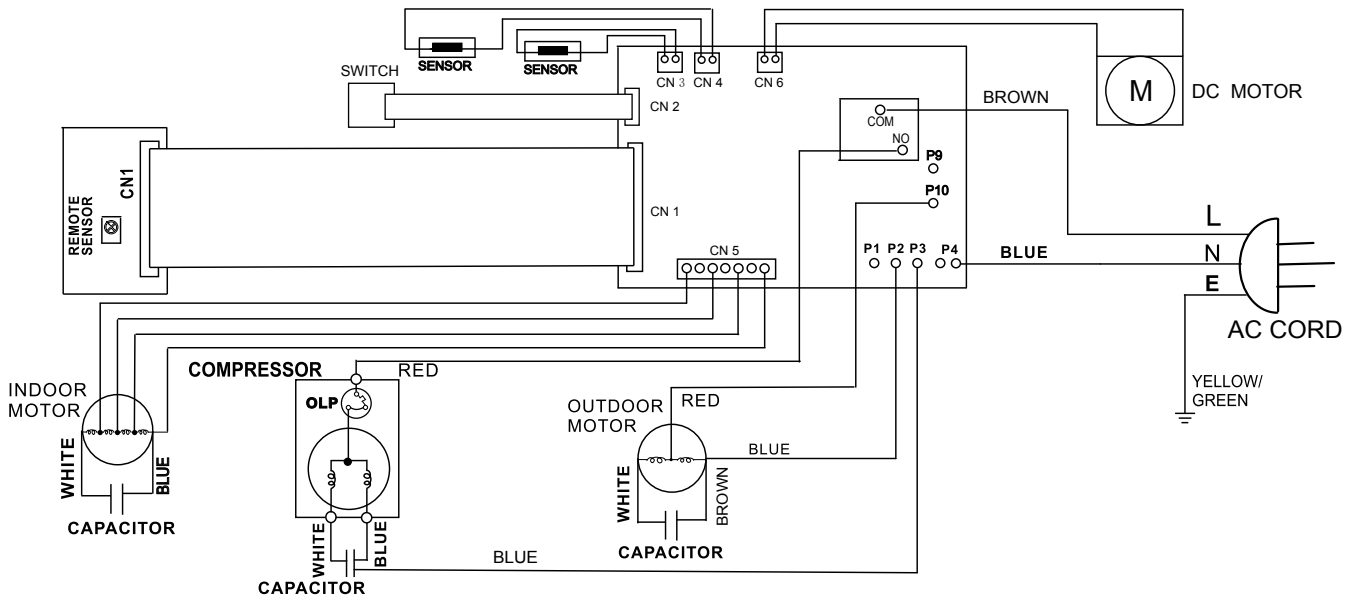 SENSOR
SENSOR
SWITCH
CN 3
CN 4
CN 6
M
DC MOTOR
BROWN
CN 2
COM
NO
P9
P10
REMOTE
SENSOR
CN1
CN 1
L
N
E
CN 5
P1
P2
P3
P4
BLUE
AC CORD
YELLOW/
GREEN
COMPRESSOR
RED
OLP
INDOOR
MOTOR
WHITE
BLUE
CAPACITOR
OUTDOOR
MOTOR
RED
BLUE
WHITE
BROWN
CAPACITOR
WHITE
BLUE
CAPACITOR
BLUE